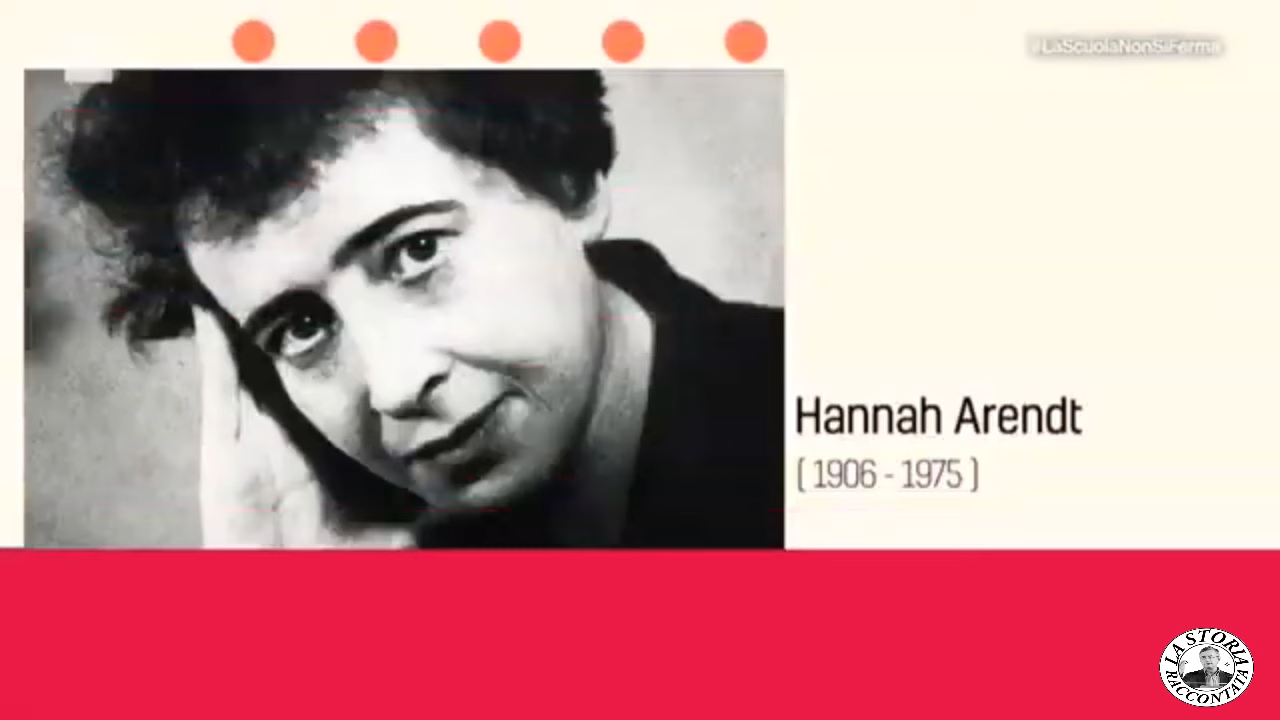 #LaScuolaNonSiFerma
Hannah Arendt
( 1906 - 1975 )
LA STORIA
RACCONTATA